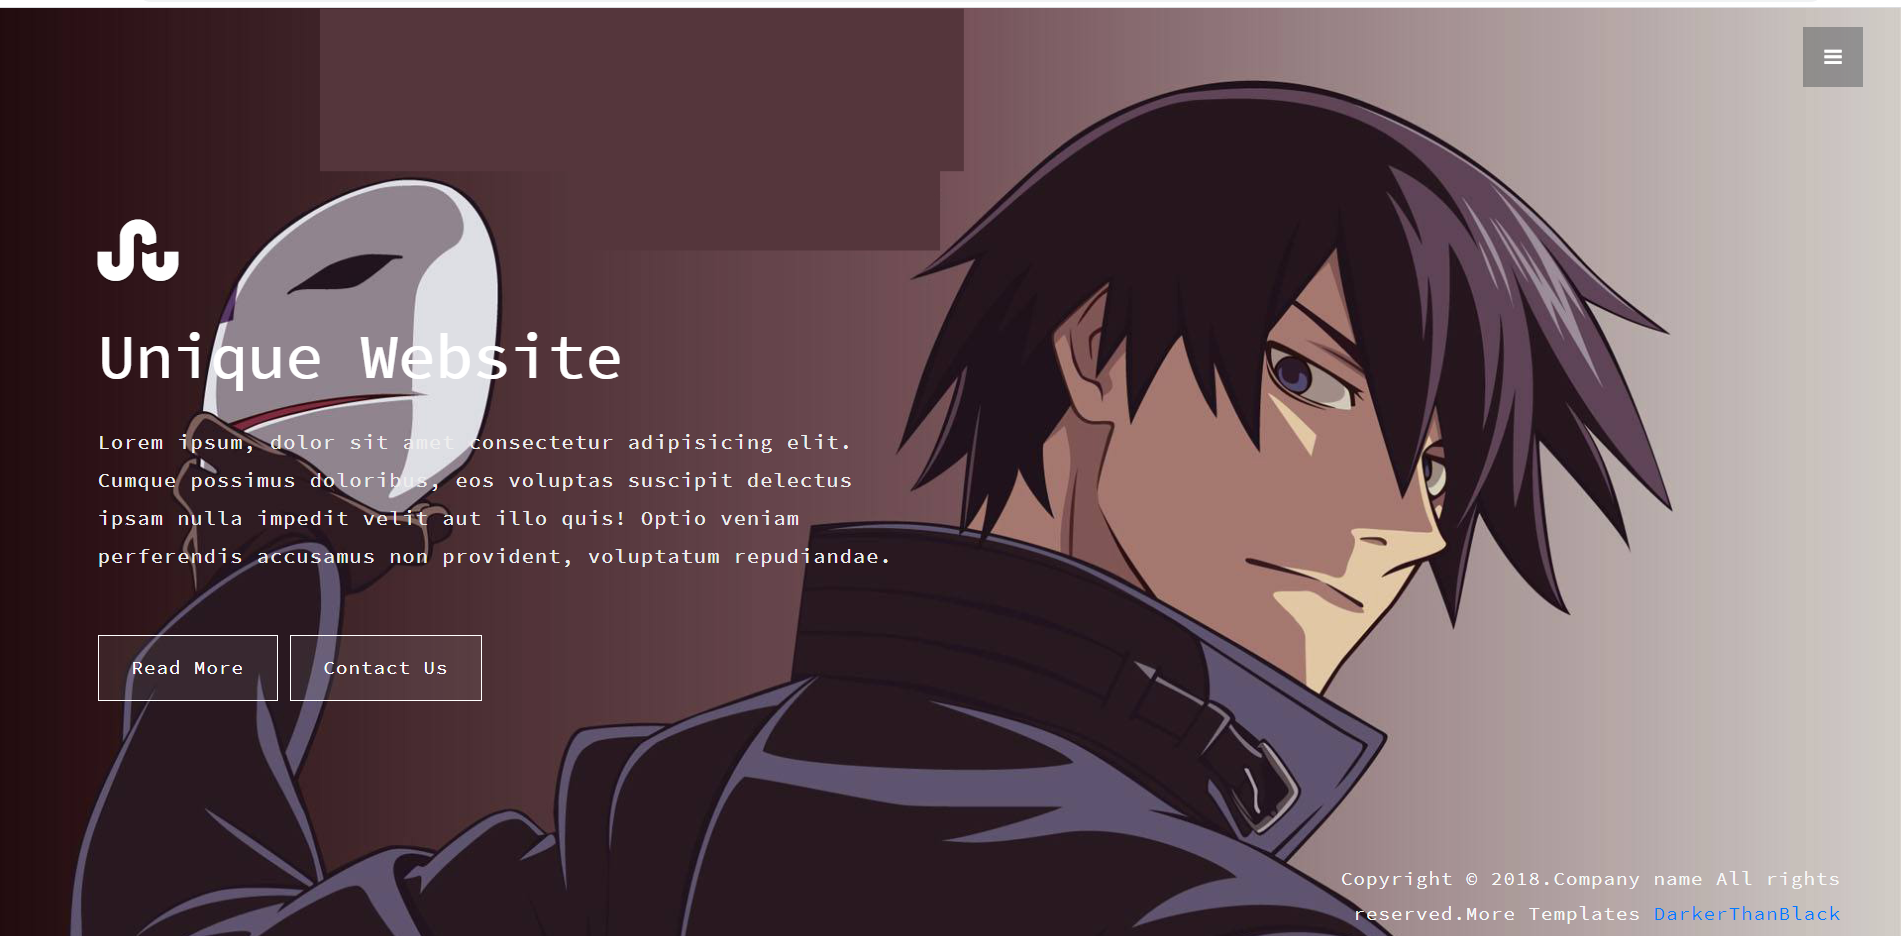 Unique Website
Lorem ipsum, dolor sit amet consectetur adipisicing elit.
Cumque possimus doloribus, eos voluptas suscipit delectus
ipsam nulla impedit velit aut illo quis! Optio veniam
perferendis accusamus non provident, voluptatum repudiandae.
Read More
Contact Us
Copyright © 2018.Company name All rights
reserved.More Templates DarkerThanBlack